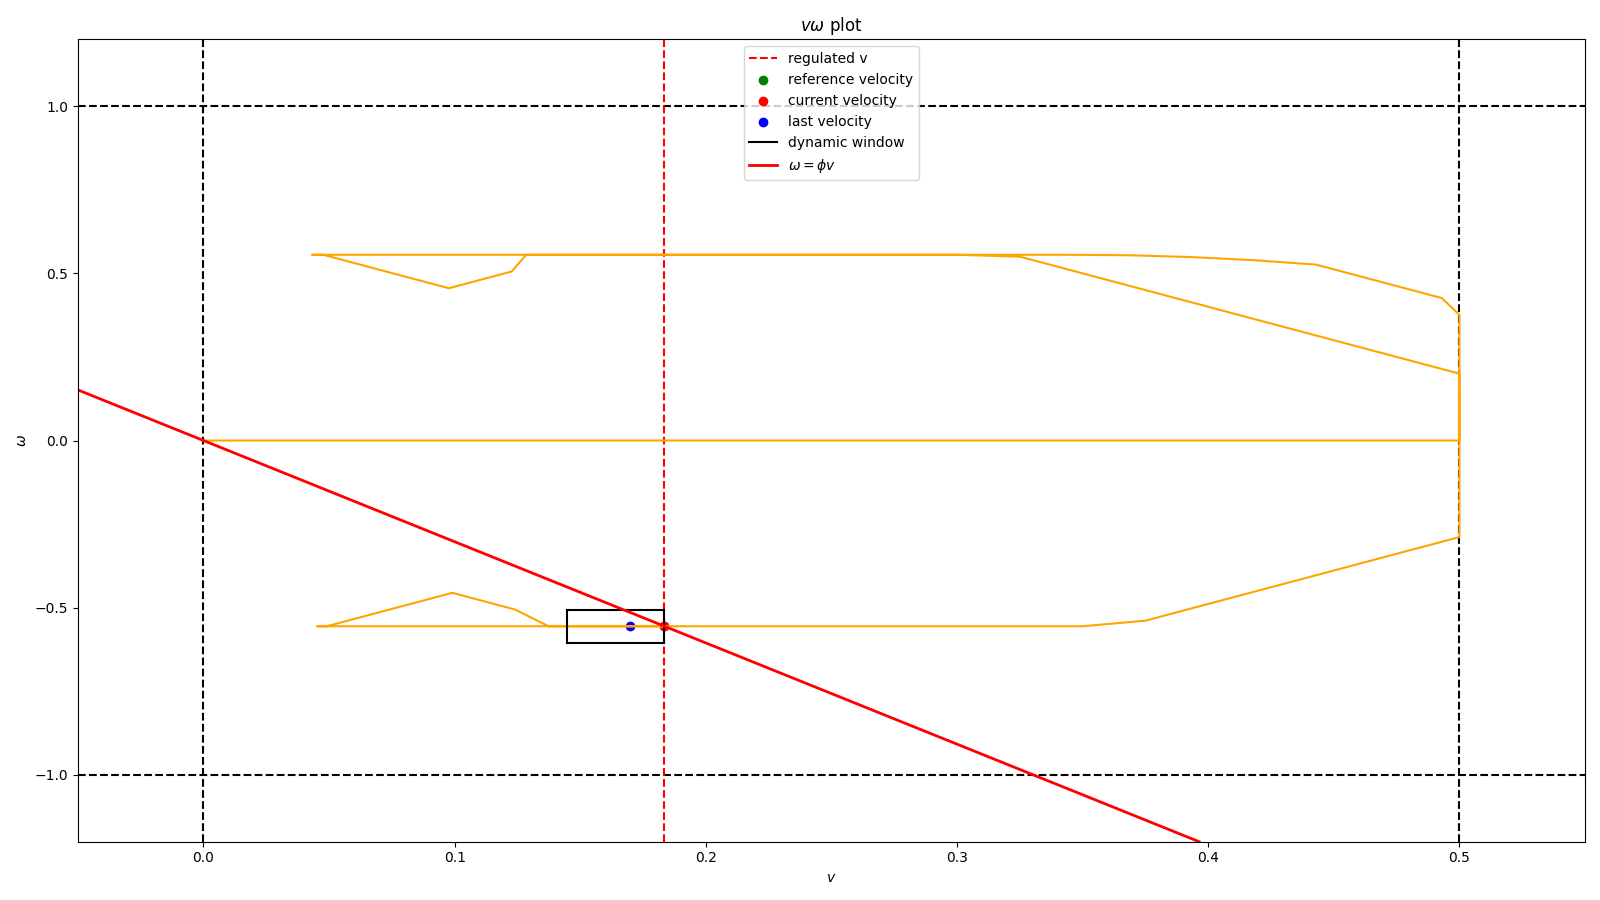 vω plot
regulated v
reference velocity
current velocity
last velocity
dynamic window
ω = ϕv
1.0
0.5
0.0
−0.5
−1.0
ω
0.0 0.1 0.2 0.3 0.4 0.5
v